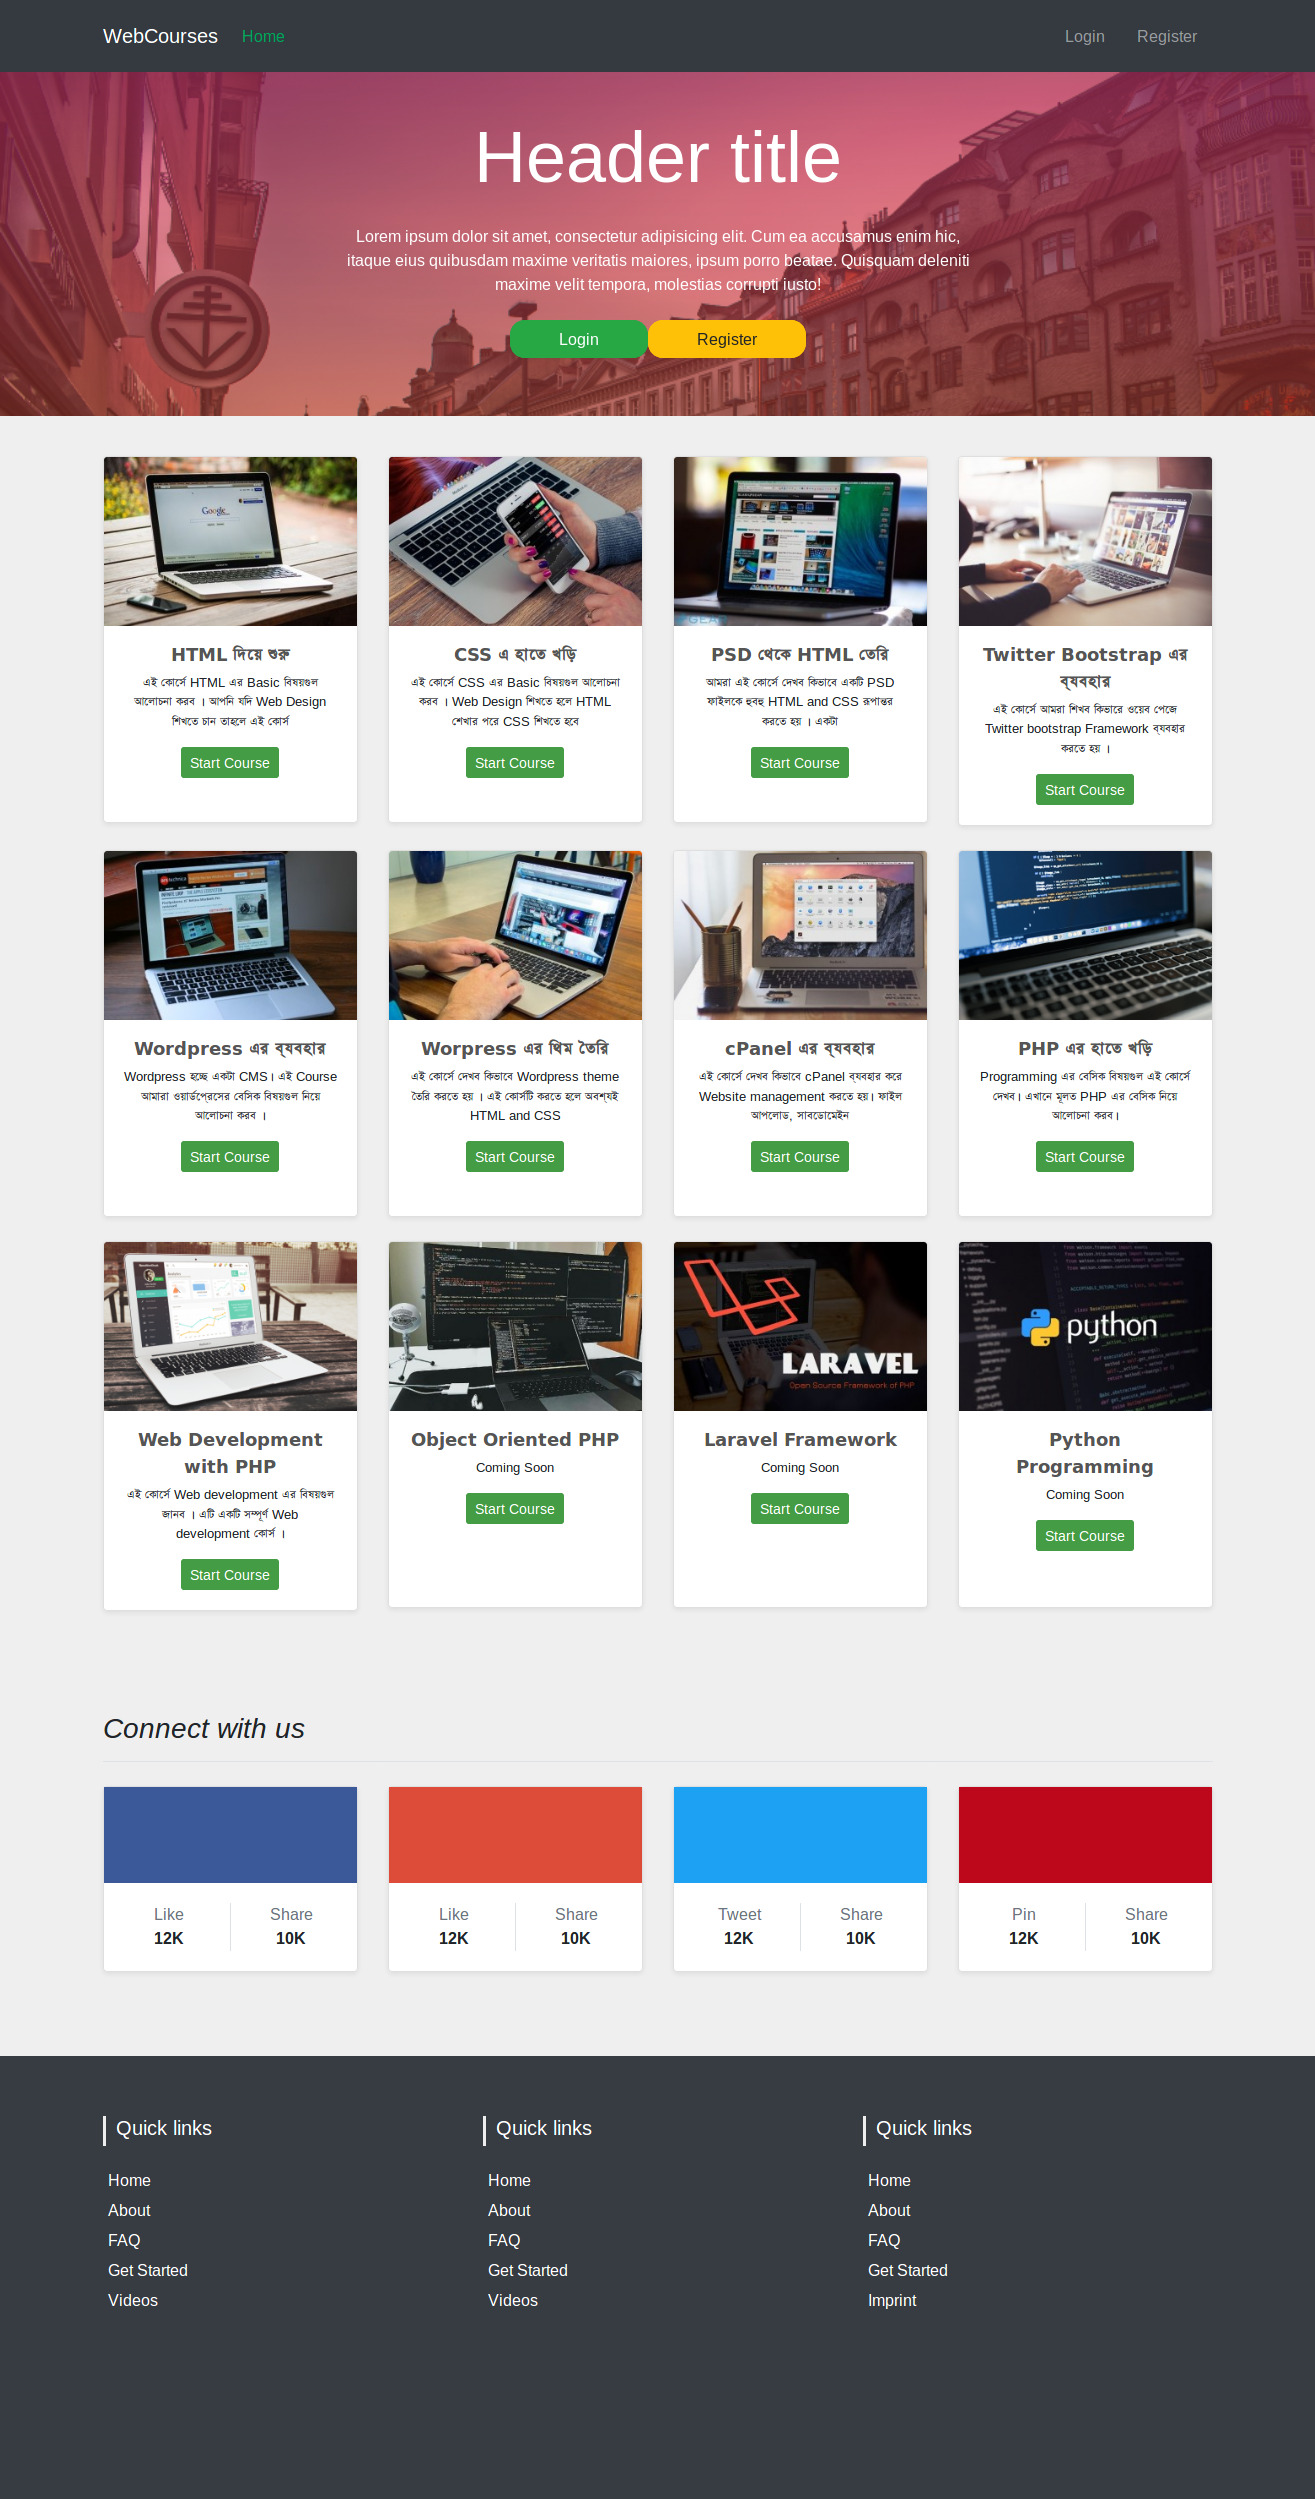 WebCourses Home Login Register
Header title
Lorem ipsum dolor sit amet, consectetur adipisicing elit. Cum ea accusamus enim hic,
itaque eius quibusdam maxime veritatis maiores, ipsum porro beatae. Quisquam deleniti
maxime velit tempora, molestias corrupti iusto!
Login Register
Google
GEAR
HTML দিয়ে শুরু
এই কোর্সে HTML এর Basic বিষয়গুল
আলোচনা করব । আপনি যদি Web Design
শিখতে চান তাহলে এই কোর্স
Start Course
CSS এ হাতে খড়ি
এই কোর্সে CSS এর Basic বিষয়গুল আলোচনা
করব । Web Design শিখতে হলে HTML
শেখার পরে CSS শিখতে হবে
Start Course
PSD থেকে HTML তেরি
আমরা এই কোর্সে দেখব কিভাবে একটি PSD
ফাইলকে হুবহু HTML and CSS রূপান্তর
করতে হয় । একটা
Start Course
Twitter Bootstrap এর
ব্যবহার
এই কোর্সে আমরা শিখব কিভারে ওয়েব পেজে
Twitter bootstrap Framework ব্যবহার
করতে হয় ।
Start Course
Wordpress এর ব্যবহার
Wordpress হচ্ছে একটা CMS। এই Course
আমারা ওয়ার্ডপ্রেসের বেসিক বিষয়গুল নিয়ে
আলোচনা করব ।
Start Course
Worpress এর থিম তৈরি
এই কোর্সে দেখব কিভাবে Wordpress theme
তৈরি করতে হয় । এই কোর্সটি করতে হলে অবশ্যই
HTML and CSS
Start Course
cPanel এর ব্যবহার
এই কোর্সে দেখব কিভাবে cPanel ব্যবহার করে
Website management করতে হয়। ফাইল
আপলোড, সাবডোমেইন
Start Course
PHP এর হাতে খড়ি
Programming এর বেসিক বিষয়গুল এই কোর্সে
দেখব। এখানে মূলত PHP এর বেসিক নিয়ে
আলোচনা করব।
Start Course
LARAVEL
Open Source Framework of PHP
python
Web Development
with PHP
এই কোর্সে Web development এর বিষয়গুল
জানব । এটি একটি সম্পূর্ণ Web
development কোর্স ।
Start Course
Object Oriented PHP
Coming Soon
Start Course
Laravel Framework
Coming Soon
Start Course
Python
Programming
Coming Soon
Start Course
Connect with us
Like Share
12K 10K
Like Share
12K 10K
Tweet Share
12K 10K
Pin Share
12K 10K
Quick links
Home
About
FAQ
Get Started
Videos
Quick links
Home
About
FAQ
Get Started
Videos
Quick links
Home
About
FAQ
Get Started
Imprint